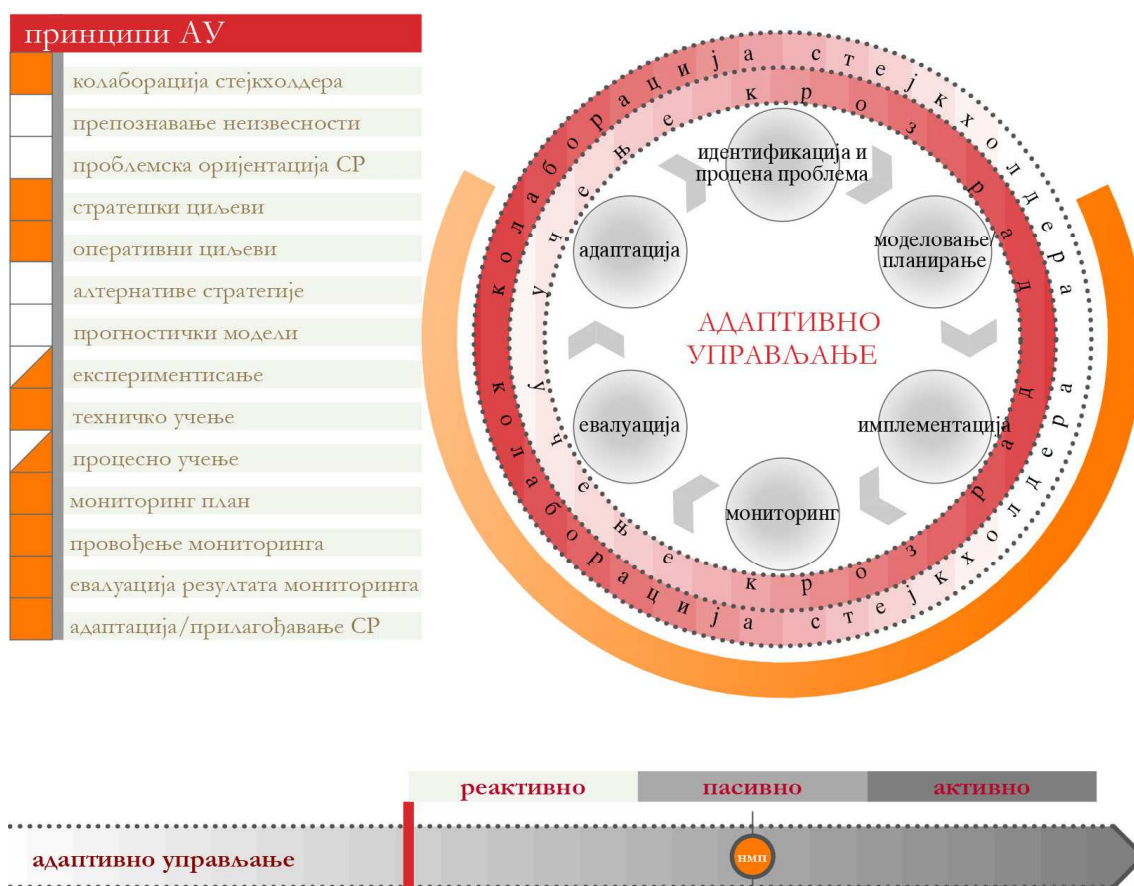 принципи АУ
колаборација стејкхолдера
препознавање неизвесности
проблемска оријентација СР
стратешки циљеви
оперативни циљеви
алтернативе стратегије
прогностички модели
експериментисање
техничко учење
процесно учење
мониторинг план
провођење мониторинга
евалуација резултата мониторинга
адаптација/прилагођавање СР
колаборација стејкхолдера
учење кроз рад
идентификација и
процена проблема
моделовање/
планирање
имплементација
мониторинг
евалуација
адаптација
АДАПТИВНО
УПРАВЉАЊЕ
учење кроз рад
колаборација стејкхолдера
реактивно
пасивно
активно
адаптивно управљање
нмп